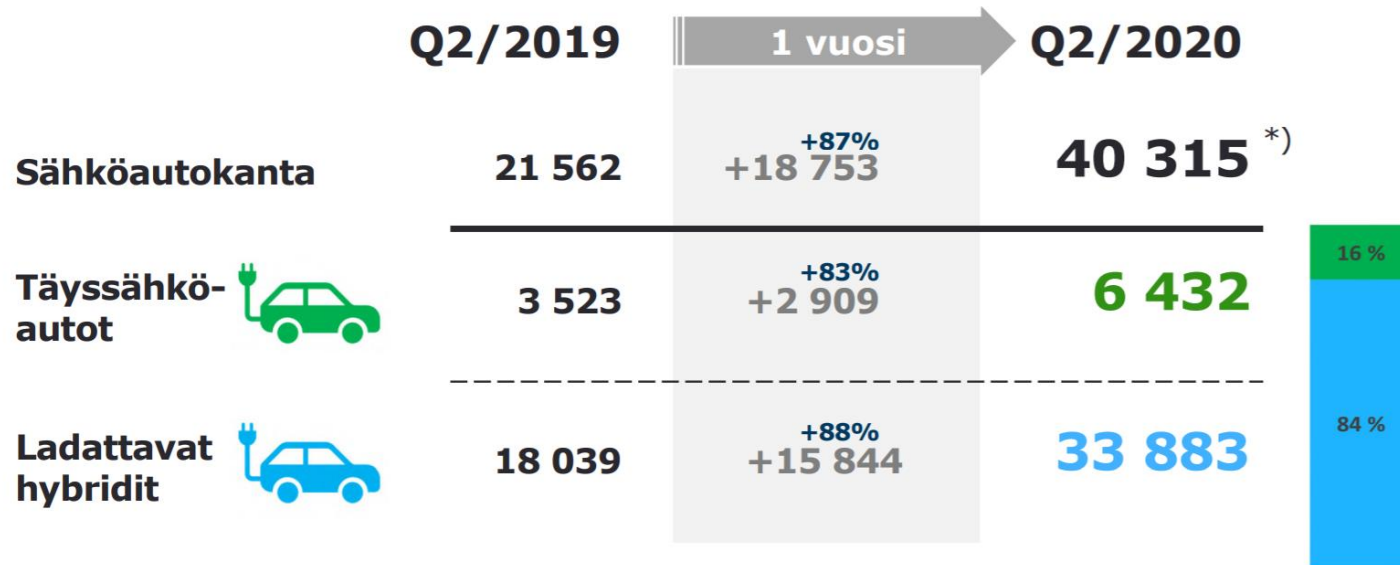 Q2/2019 1 vuosi Q2/2020
Sähköautokanta 21 562 +87% +18 753 40 315 *)
16 %
Täyssähkö-
autot
3 523 +83% +2 909 6 432
84 %
Ladattavat
hybridit
18 039 +88% +15 844 33 883